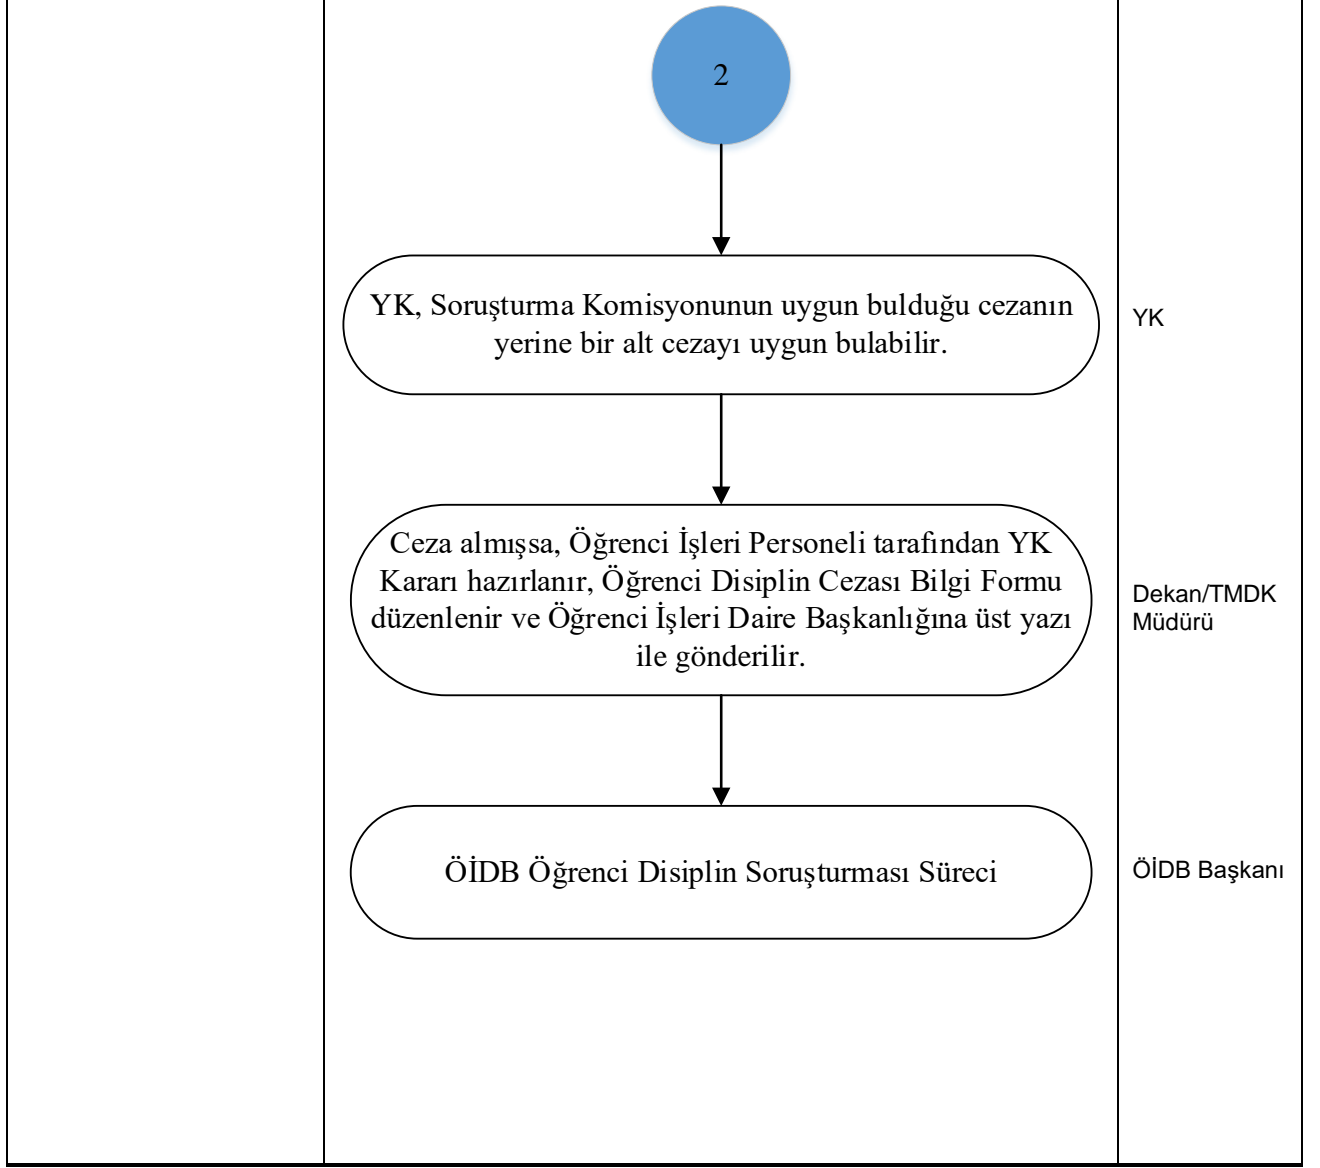 2
YK, Soruşturma Komisyonunun uygun bulduğu cezanın
yerine bir alt cezayı uygun bulabilir.
YK
Ceza almışsa, Öğrenci İşleri Personeli tarafından YK
Kararı hazırlanır, Öğrenci Disiplin Cezası Bilgi Formu
düzenlenir ve Öğrenci İşleri Daire Başkanlığına üst yazı
ile gönderilir.
Dekan/TMDK
Müdürü
ÖİDB Öğrenci Disiplin Soruşturması Süreci
ÖİDB Başkanı